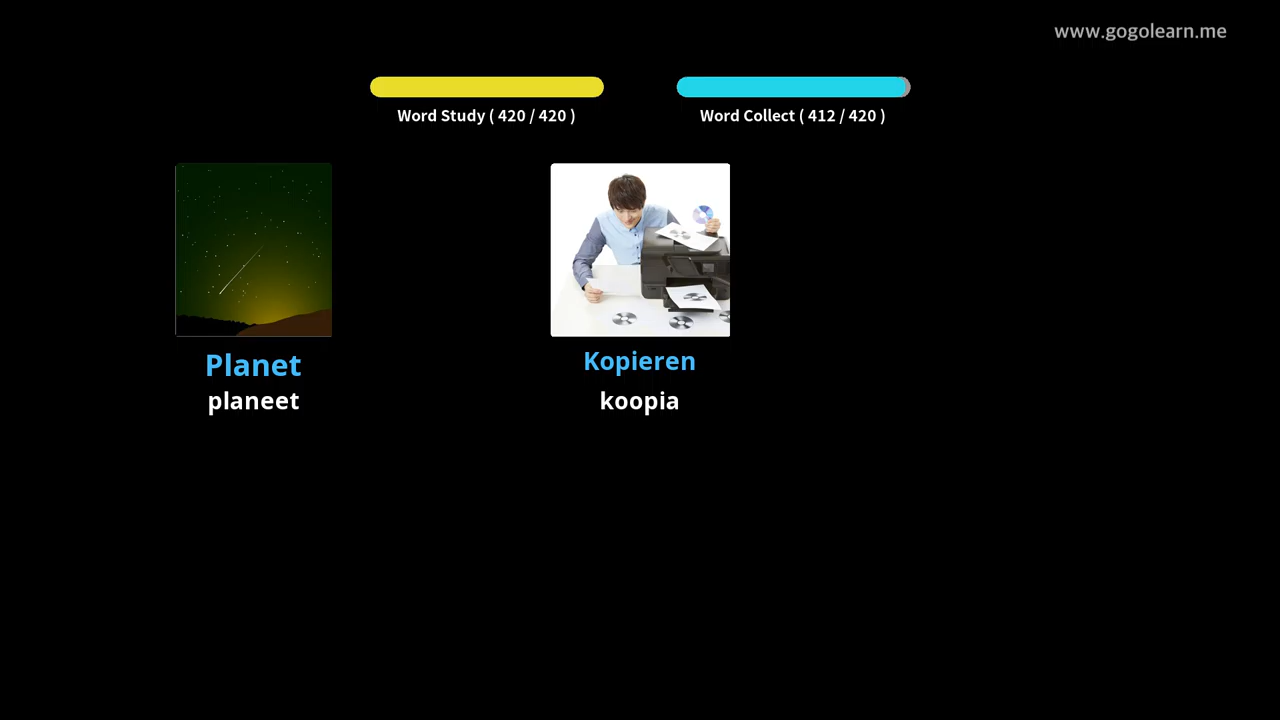 www.gogolearn.me
Word Study ( 420 / 420 )
Word Collect ( 412 / 420 )
Planet
planeet
Kopieren
koopia